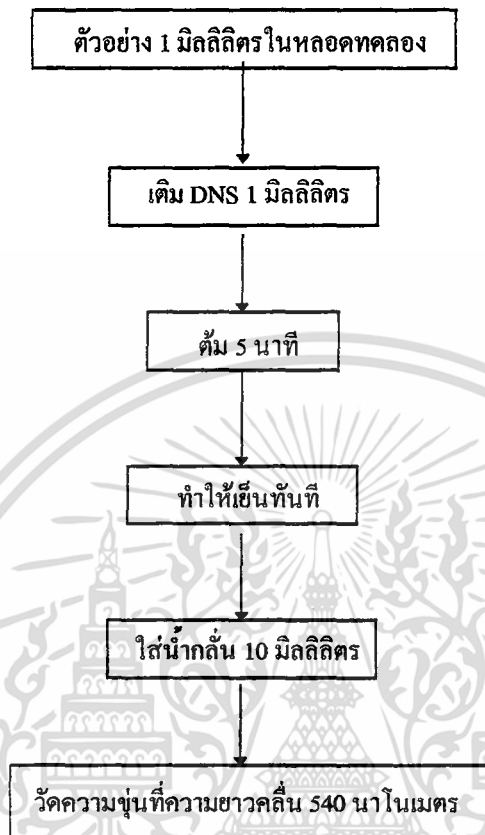 ตัวอย่าง 1 มิลลิลิตรในหลอดทดลอง
เติม DNS 1 มิลลิลิตร
ต้ม 5 นาที
ทำให้เย็นทันที
ใส่น้ำกลั่น 10 มิลลิลิตร
วัดความขุ่นที่ความยาวคลื่น 540 นาโนเมตร